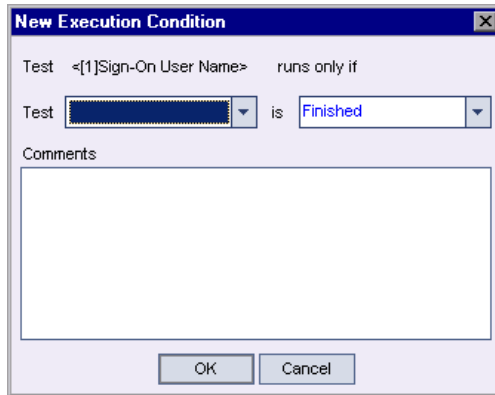 New Execution Condition
Test <[1]Sign-On User Name> runs only if
Test is Finished
Comments
OK Cancel